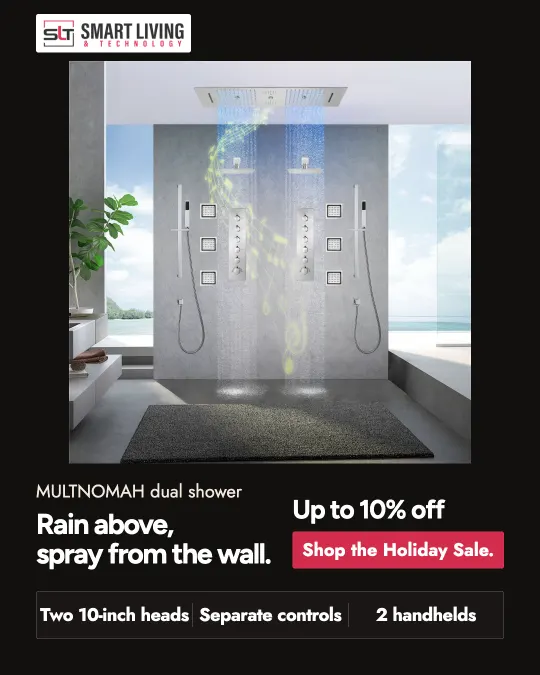 SLT SMART LIVING
& TECHNOLOGY
MULTNOMAH dual shower
Rain above,
spray from the wall.
Up to 10% off
Shop the Holiday Sale.
Two 10-inch heads
Separate controls
2 handhelds